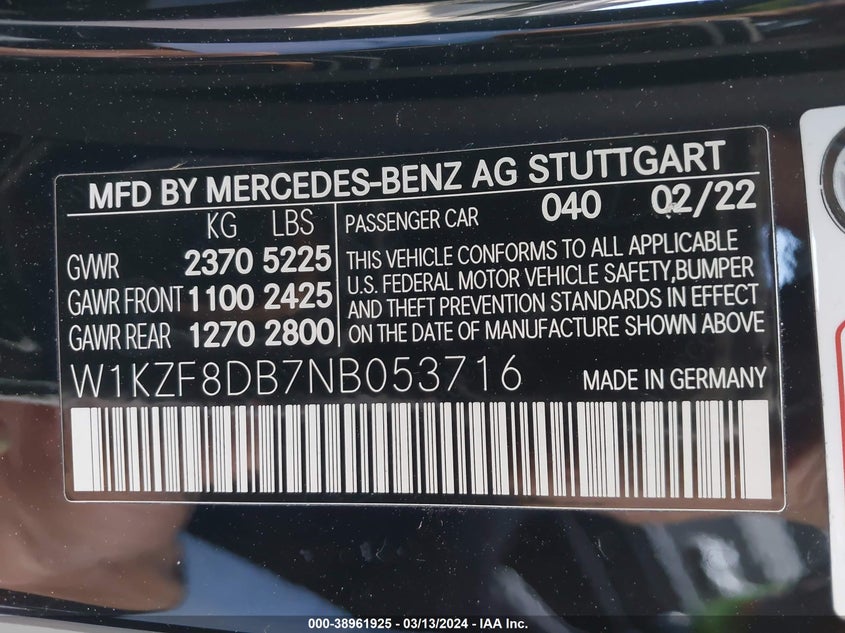 MFD BY MERCEDES-BENZ AG STUTTGART
KG LBS
GVWR 2370 5225
GAWR FRONT 1100 2425
GAWR REAR 1270 2800
PASSENGER CAR 040 02/22
THIS VEHICLE CONFORMS TO ALL APPLICABLE
U.S. FEDERAL MOTOR VEHICLE SAFETY,BUMPER
AND THEFT PREVENTION STANDARDS IN EFFECT
ON THE DATE OF MANUFACTURE SHOWN ABOVE
W1KZF8DB7NB053716 MADE IN GERMANY
000-38961925 - 03/13/2024 - IAA Inc.